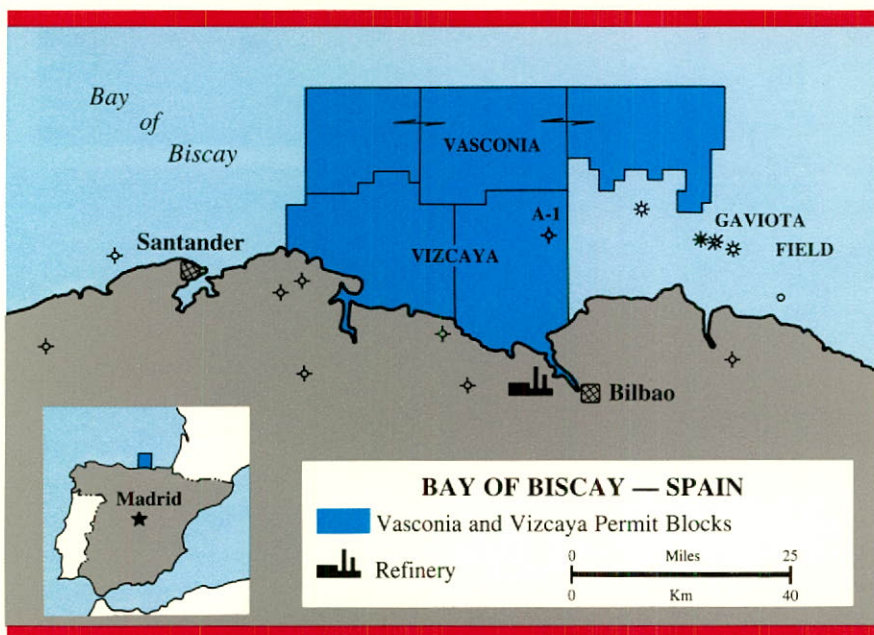 Bay
of
Biscay
VASCONIA
A-1
GAVIOTA
FIELD
Santander
VIZCAYA
Bilbao
Madrid
BAY OF BISCAY — SPAIN
Vasconia and Vizcaya Permit Blocks
Refinery
0 Miles 25
0 Km 40